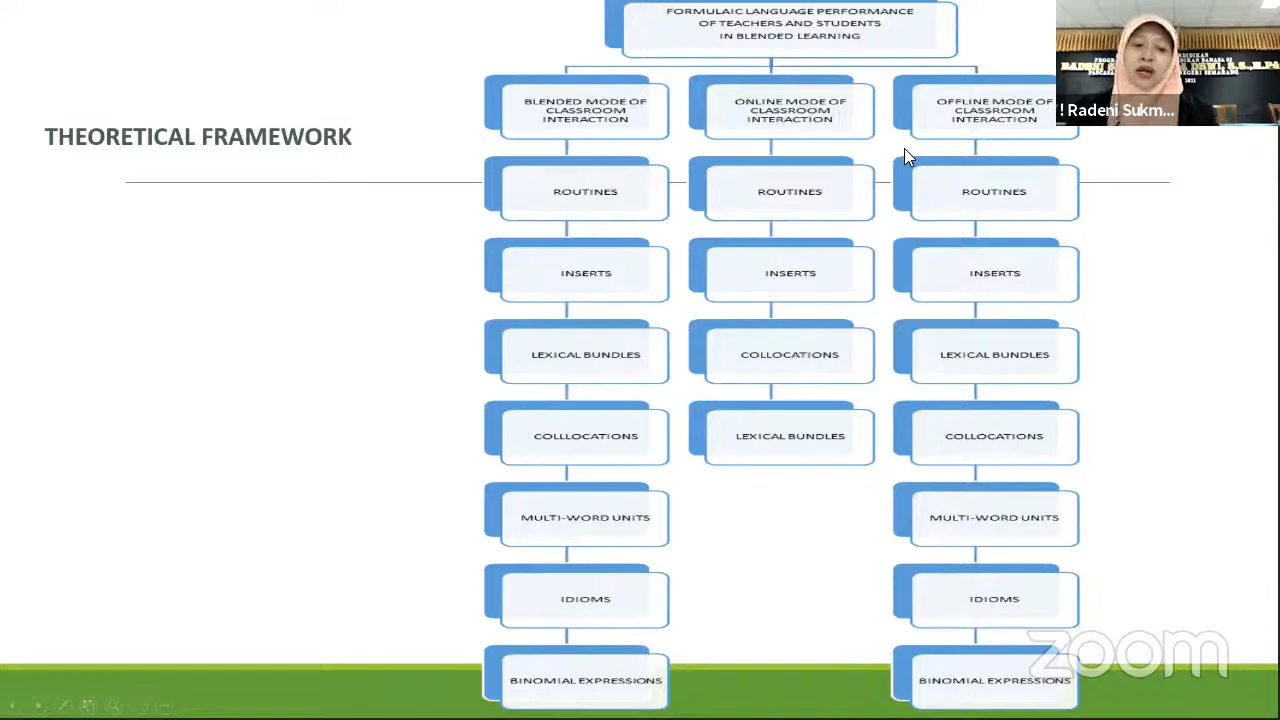 FORMULAIC LANGUAGE PERFORMANCE
OF TEACHERS AND STUDENTS
IN BLENDED LEARNING
THEORETICAL FRAMEWORK
BLENDED MODE OF
CLASSROOM
INTERACTION
ROUTINES
INSERTS
LEXICAL BUNDLES
COLLLOCATIONS
MULTI-WORD UNITS
IDIOMS
BINOMIAL EXPRESSIONS
ONLINE MODE OF
CLASSROOM
INTERACTION
ROUTINES
INSERTS
COLLOCATIONS
LEXICAL BUNDLES
OFFLINE MODE OF
CLASSROOM
INTERACTION
ROUTINES
INSERTS
LEXICAL BUNDLES
COLLOCATIONS
MULTI-WORD UNITS
IDIOMS
BINOMIAL EXPRESSIONS
! Radeni Sukm...
zoom